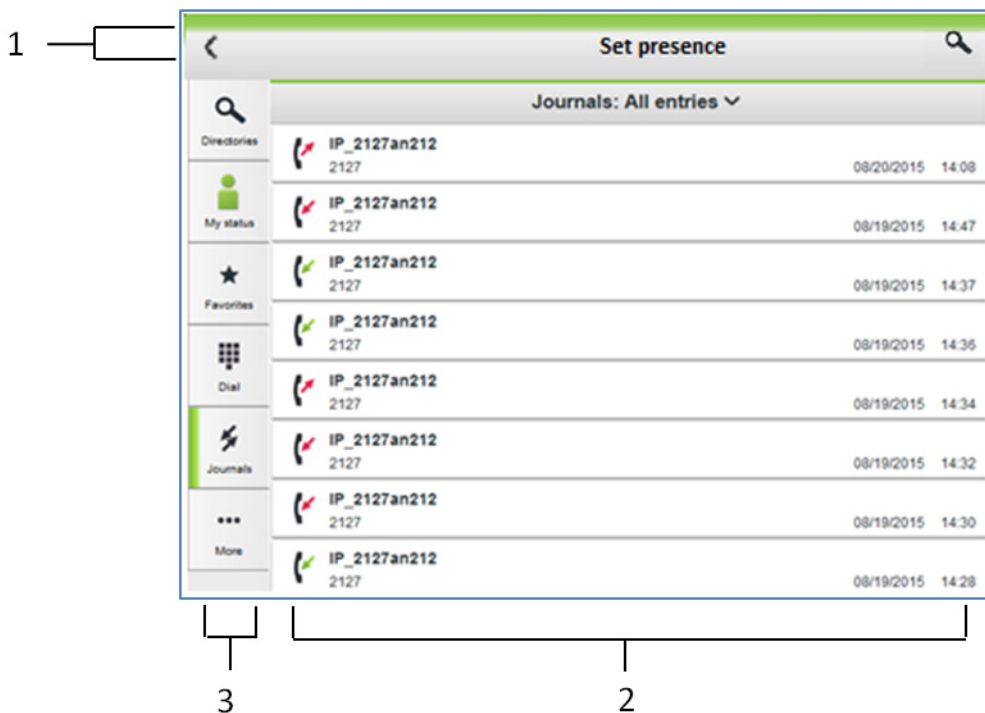 1
Set presence
Journals: All entries
Directories
My status
Favorites
Dial
Journals
More
IP_2127an212
2127 08/20/2015 14:08
IP_2127an212
2127 08/19/2015 14:47
IP_2127an212
2127 08/19/2015 14:37
IP_2127an212
2127 08/19/2015 14:36
IP_2127an212
2127 08/19/2015 14:34
IP_2127an212
2127 08/19/2015 14:32
IP_2127an212
2127 08/19/2015 14:30
IP_2127an212
2127 08/19/2015 14:28
3 2